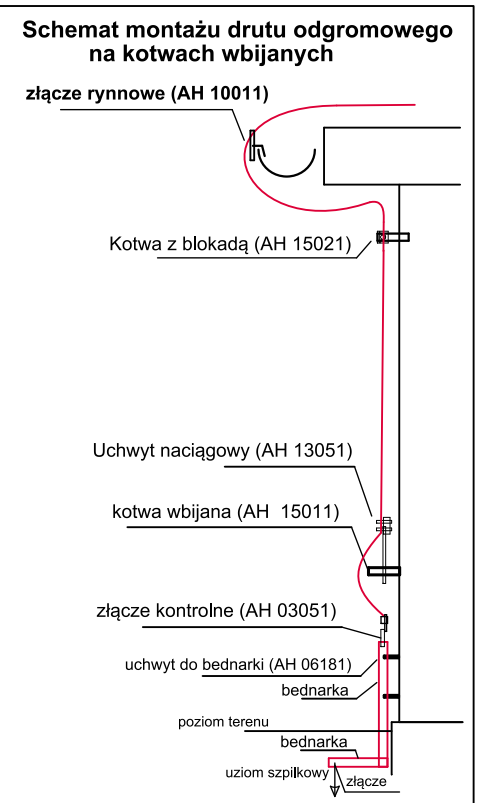 Schemat montażu drutu odgromowego
na kotwach wbijanych
złącze rynnowe (AH 10011)
Kotwa z blokadą (AH 15021)
Uchwyt naciągowy (AH 13051)
kotwa wbijana (AH 15011)
złącze kontrolne (AH 03051)
uchwyt do bednarki (AH 06181)
bednarka
poziom terenu
bednarka
uziom szpilkowy
złącze